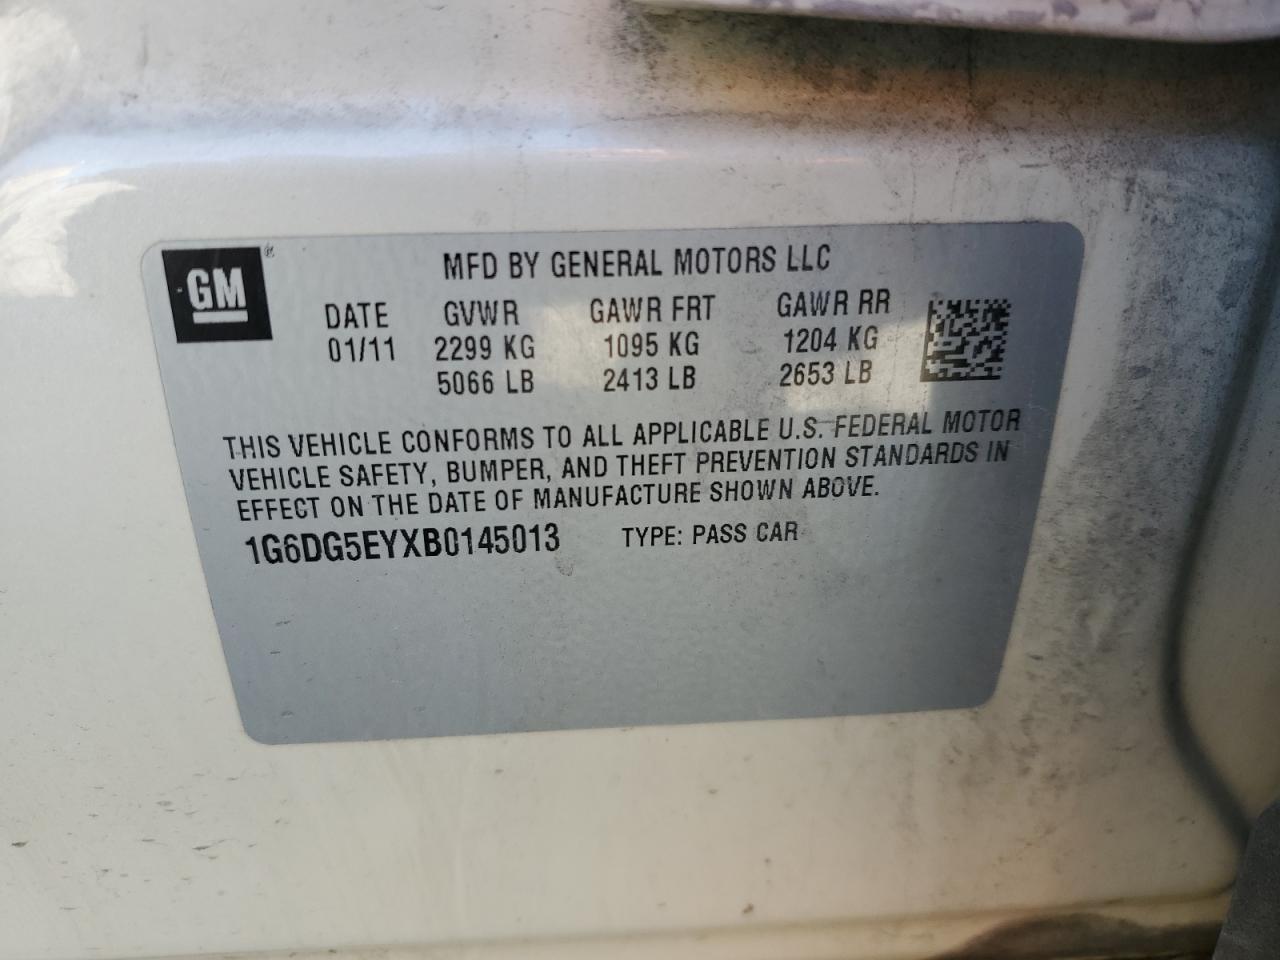 GM®
MFD BY GENERAL MOTORS LLC
DATE GVWR GAWR FRT GAWR RR
01/11 2299 KG 1095 KG 1204 KG
5066 LB 2413 LB 2653 LB
THIS VEHICLE CONFORMS TO ALL APPLICABLE U.S. FEDERAL MOTOR
VEHICLE SAFETY, BUMPER, AND THEFT PREVENTION STANDARDS IN
EFFECT ON THE DATE OF MANUFACTURE SHOWN ABOVE.
1G6DG5EYXB0145013 TYPE: PASS CAR